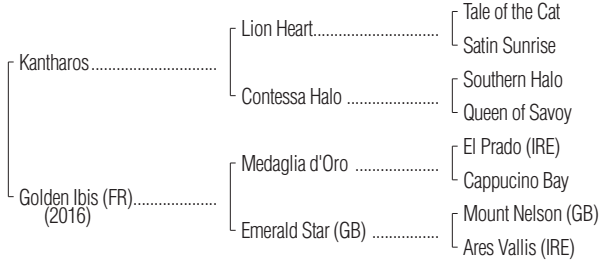 Tale of the Cat
Lion Heart
Satin Sunrise
Kantharos
Southern Halo
Contessa Halo
Queen of Savoy
El Prado (IRE)
Medaglia d'Oro
Cappucino Bay
Golden Ibis (FR)
(2016)
Mount Nelson (GB)
Emerald Star (GB)
Ares Vallis (IRE)